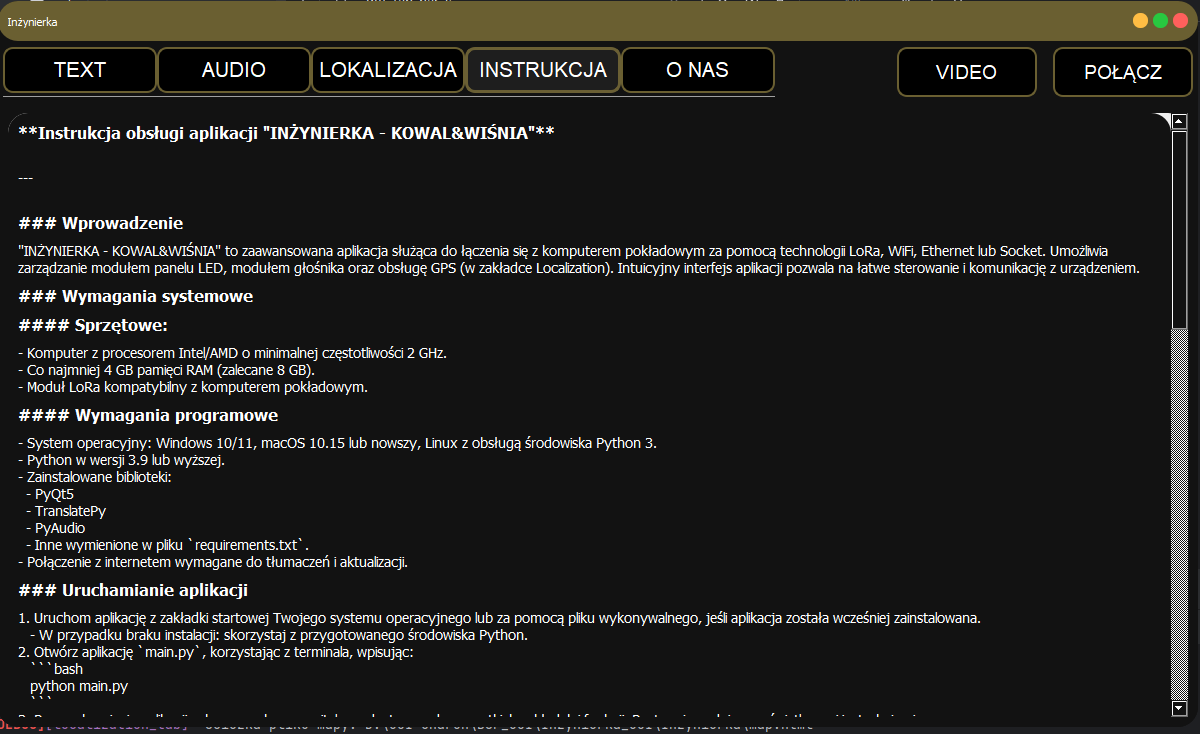 Inżynierka
TEXT
AUDIO
LOKALIZACJA
INSTRUKCJA
O NAS
VIDEO
POŁĄCZ
**Instrukcja obsługi aplikacji "INŻYNIERKA - KOWAL&WIŚNIA"**
---
### Wprowadzenie
"INŻYNIERKA - KOWAL&WIŚNIA" to zaawansowana aplikacja służąca do łączenia się z komputerem pokładowym za pomocą technologii LoRa, WiFi, Ethernet lub Socket. Umożliwia
zarządzanie modułem panelu LED, modułem głośnika oraz obsługę GPS (w zakładce Localization). Intuicyjny interfejs aplikacji pozwala na łatwe sterowanie i komunikację z urządzeniem.
### Wymagania systemowe
#### Sprzętowe:
- Komputer z procesorem Intel/AMD o minimalnej częstotliwości 2 GHz.
- Co najmniej 4 GB pamięci RAM (zalecane 8 GB).
- Moduł LoRa kompatybilny z komputerem pokładowym.
#### Wymagania programowe
- System operacyjny: Windows 10/11, macOS 10.15 lub nowszy, Linux z obsługą środowiska Python 3.
- Python w wersji 3.9 lub wyższej.
- Zainstalowane biblioteki:
- PyQt5
- TranslatePy
- PyAudio
- Inne wymienione w pliku `requirements.txt`.
- Połączenie z internetem wymagane do tłumaczeń i aktualizacji.
### Uruchamianie aplikacji
1. Uruchom aplikację z zakładki startowej Twojego systemu operacyjnego lub za pomocą pliku wykonywalnego, jeśli aplikacja została wcześniej zainstalowana.
- W przypadku braku instalacji: skorzystaj z przygotowanego środowiska Python.
2. Otwórz aplikację `main.py`, korzystając z terminala, wpisując:
```bash
python main.py
```